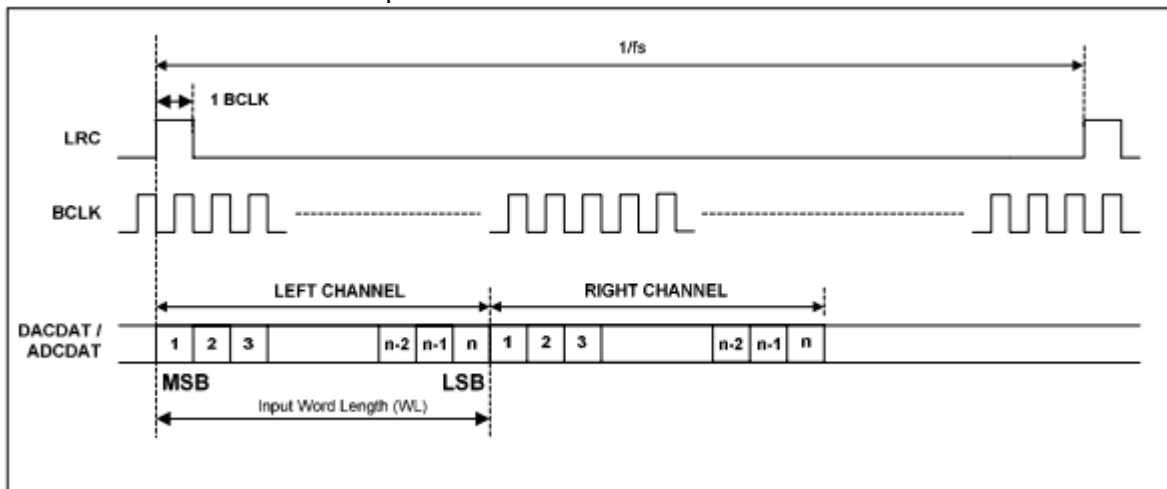 1/fs
1 BCLK
LRC
BCLK
LEFT CHANNEL RIGHT CHANNEL
DACDAT /
ADCDAT
1 2 3 n-2 n-1 n 1 2 3 n-2 n-1 n
MSB LSB
Input Word Length (WL)